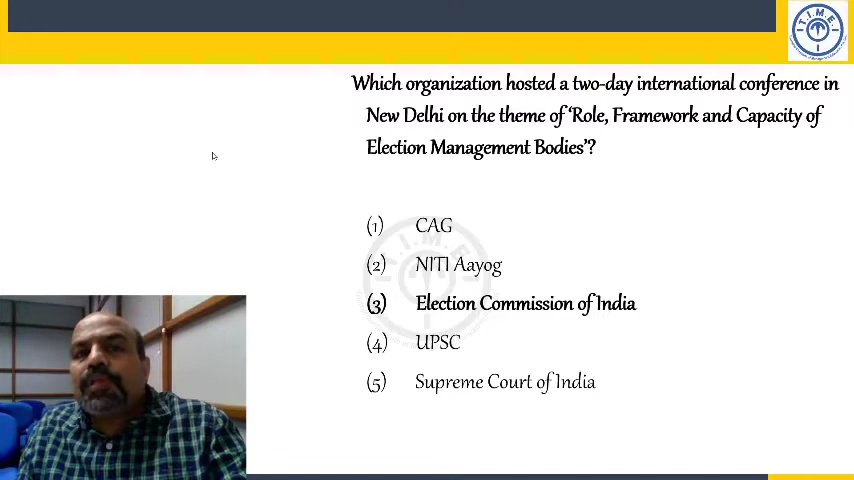 T.I.M.E.
Which organization hosted a two-day international conference in
New Delhi on the theme of ‘Role, Framework and Capacity of
Election Management Bodies’?
(1) CAG
(2) NITI Aayog
(3) Election Commission of India
(4) UPSC
(5) Supreme Court of India